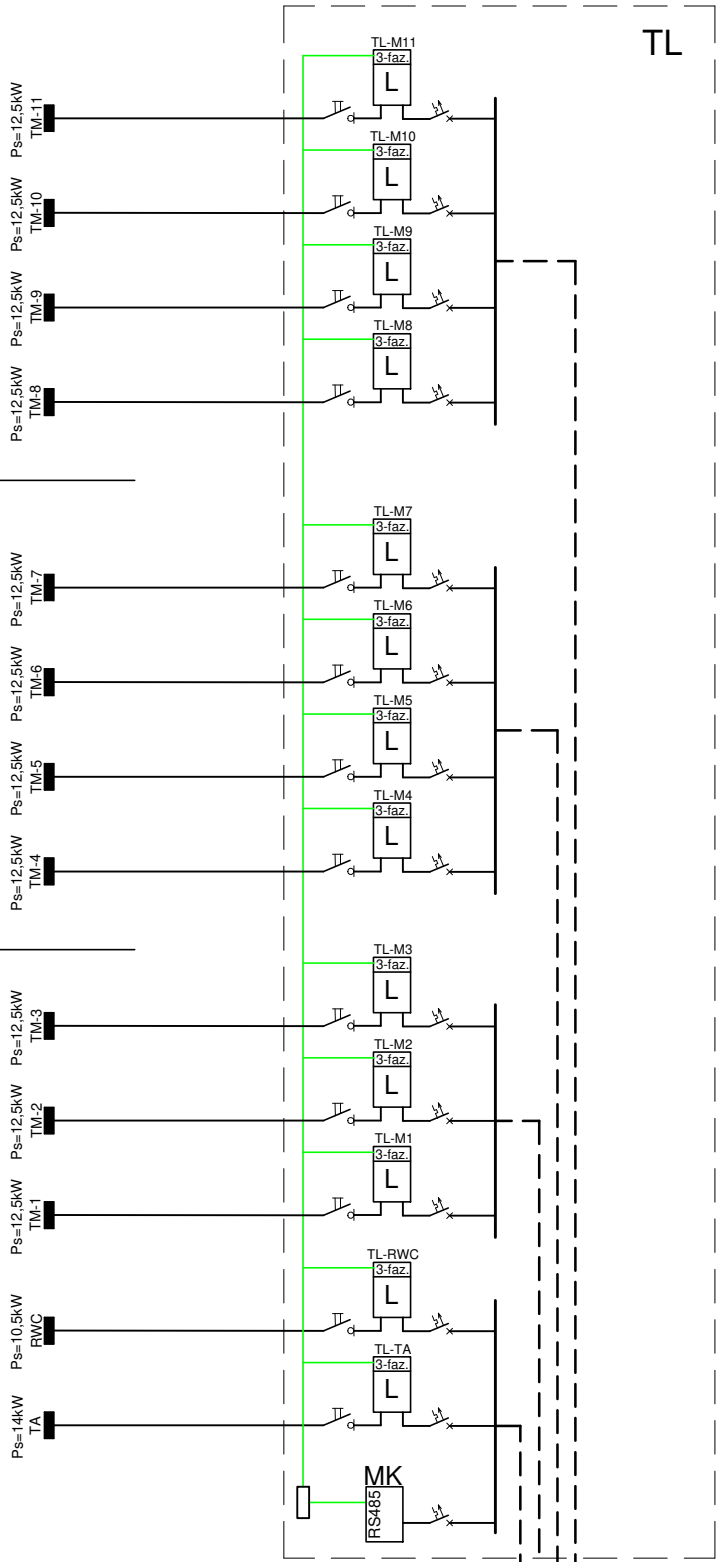 TL
TL-M11
3-faz.
L
Ps=12,5kW
TM-11
TL-M10
3-faz.
L
Ps=12,5kW
TM-10
TL-M9
3-faz.
L
Ps=12,5kW
TM-9
TL-M8
3-faz.
L
Ps=12,5kW
TM-8
TL-M7
3-faz.
L
Ps=12,5kW
TM-7
TL-M6
3-faz.
L
Ps=12,5kW
TM-6
TL-M5
3-faz.
L
Ps=12,5kW
TM-5
TL-M4
3-faz.
L
Ps=12,5kW
TM-4
TL-M3
3-faz.
L
Ps=12,5kW
TM-3
TL-M2
3-faz.
L
Ps=12,5kW
TM-2
TL-M1
3-faz.
L
Ps=12,5kW
TM-1
TL-RWC
3-faz.
L
Ps=10,5kW
RWC
TL-TA
3-faz.
L
Ps=14kW
TA
MK
RS485